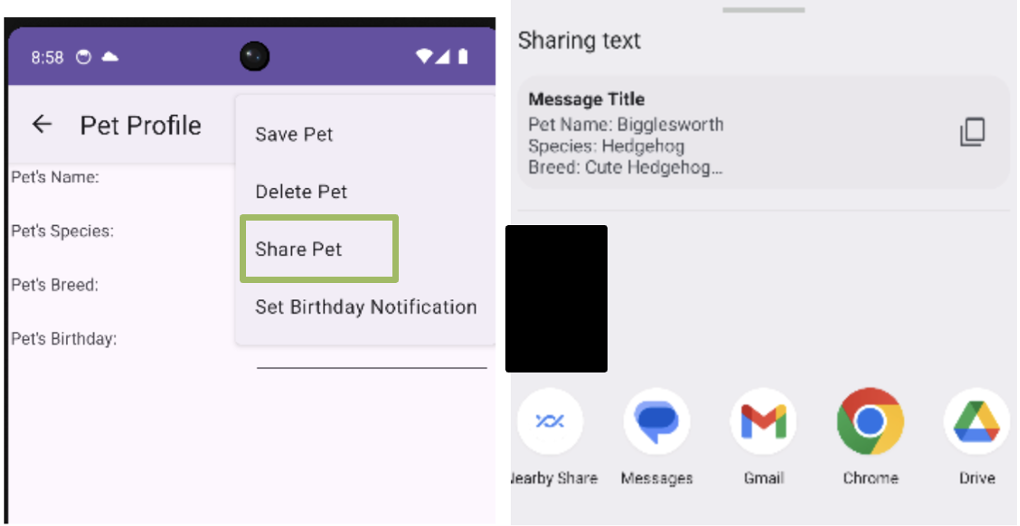 8:58
Pet Profile
Save Pet
Delete Pet
Share Pet
Set Birthday Notification
Pet's Name:
Pet's Species:
Pet's Breed:
Pet's Birthday:
Sharing text
Message Title
Pet Name: Bigglesworth
Species: Hedgehog
Breed: Cute Hedgehog...
Nearby Share
Messages
Gmail
Chrome
Drive